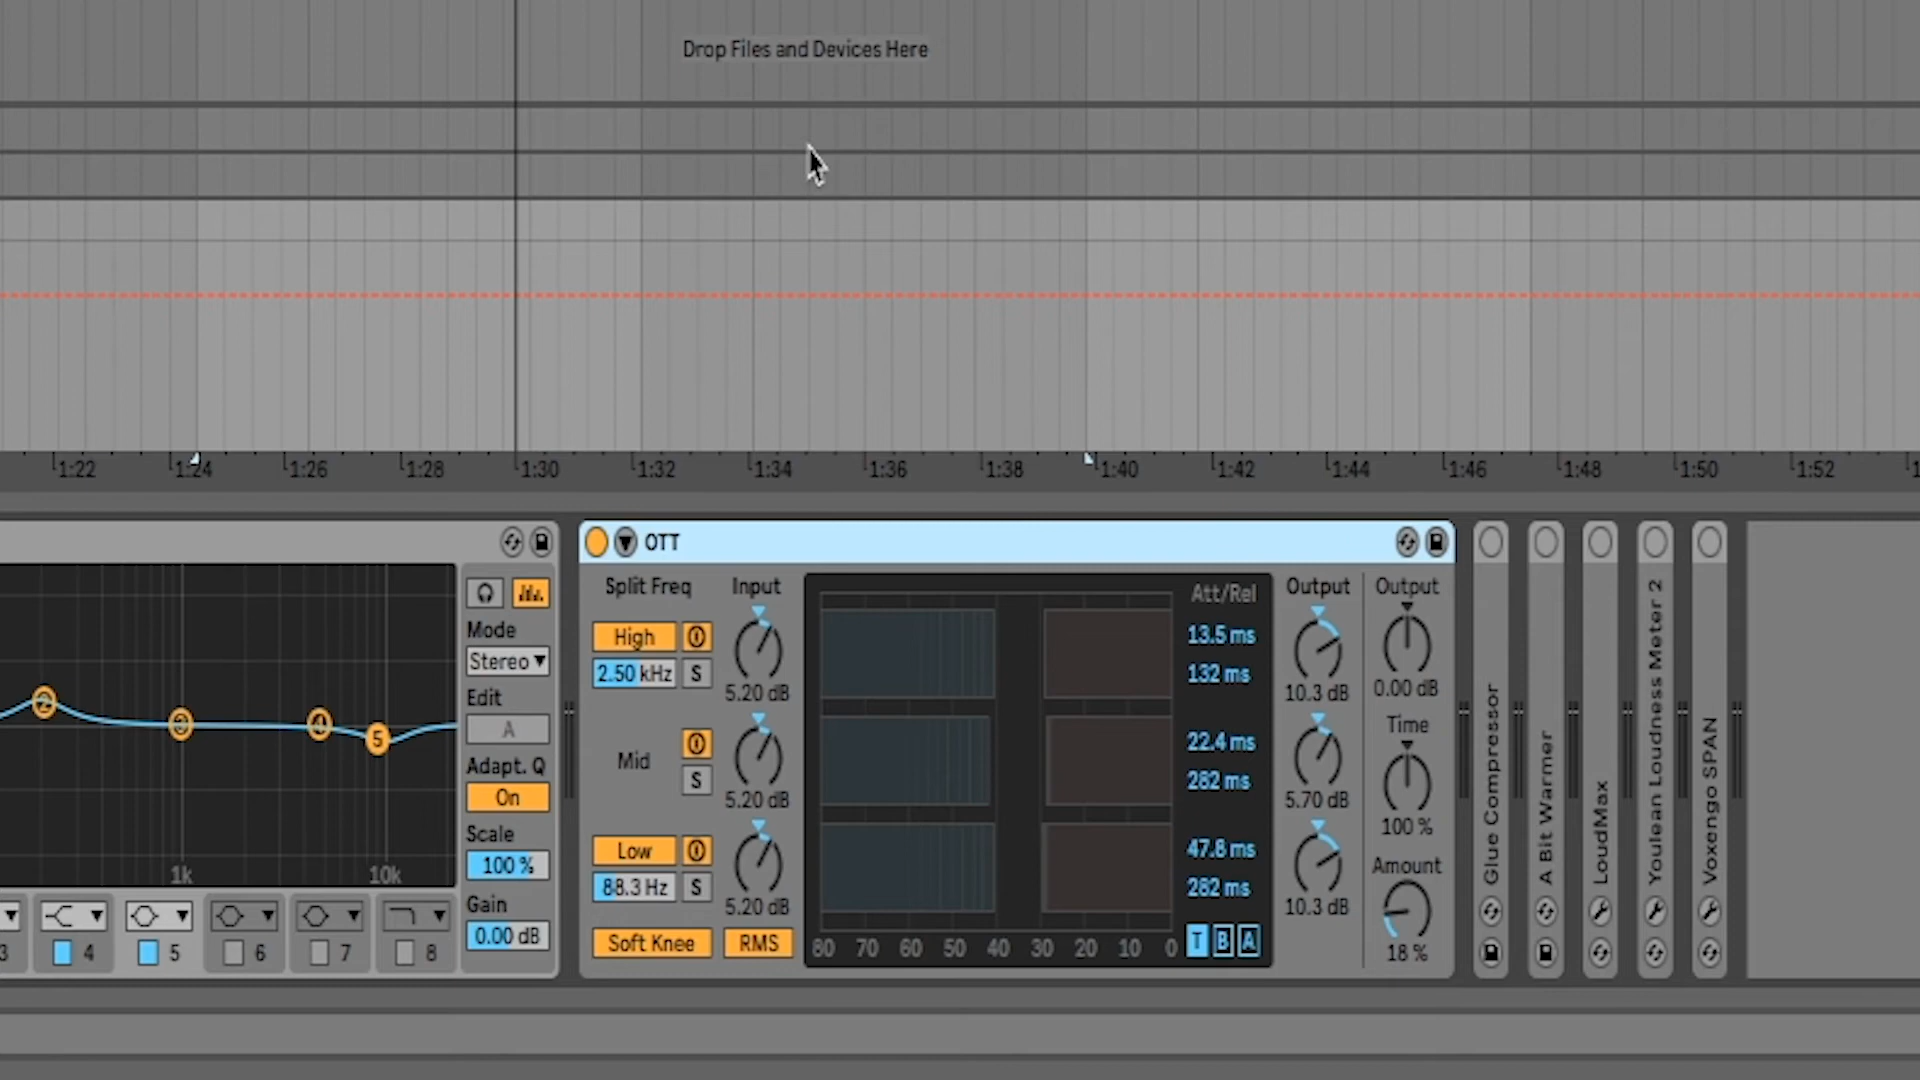 Drop Files and Devices Here
1:22 1:24 1:26 1:28 1:30 1:32 1:34 1:36 1:38 1:40 1:42 1:44 1:46 1:48 1:50 1:52
OTT
Mode
Stereo
Edit
A
Adapt. Q
On
Scale
100 %
Gain
0.00 dB
2
3
4
5
1k 10k
3 4 5 6 7 8
Split Freq
High
2.50 kHz
S
Mid
S
Low
88.3 Hz
S
Soft Knee
RMS
Input
5.20 dB
5.20 dB
5.20 dB
80 70 60 50 40 30 20 10 0
Att/Rel
13.5 ms
132 ms
22.4 ms
282 ms
47.8 ms
282 ms
T B A
Output
10.3 dB
5.70 dB
10.3 dB
Output
0.00 dB
Time
100 %
Amount
18 %
Glue Compressor
A Bit Warmer
LoudMax
Youlean Loudness Meter 2
Voxengo SPAN